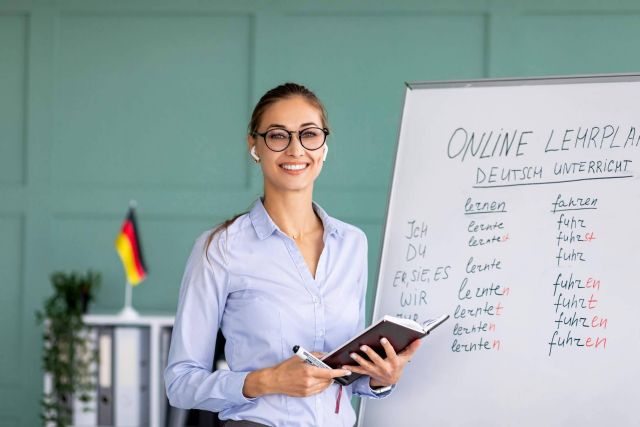 ONLINE LEHRPLA
DEUTSCH UNTERRICHT
lernen fahren
Ich lernte fuhr
Du lerntest fuhrst
Er, sie, es lernte fuhr
Wir lernten fuhren
lerntet fuhrt
lernten fuhren
lernten fuhren